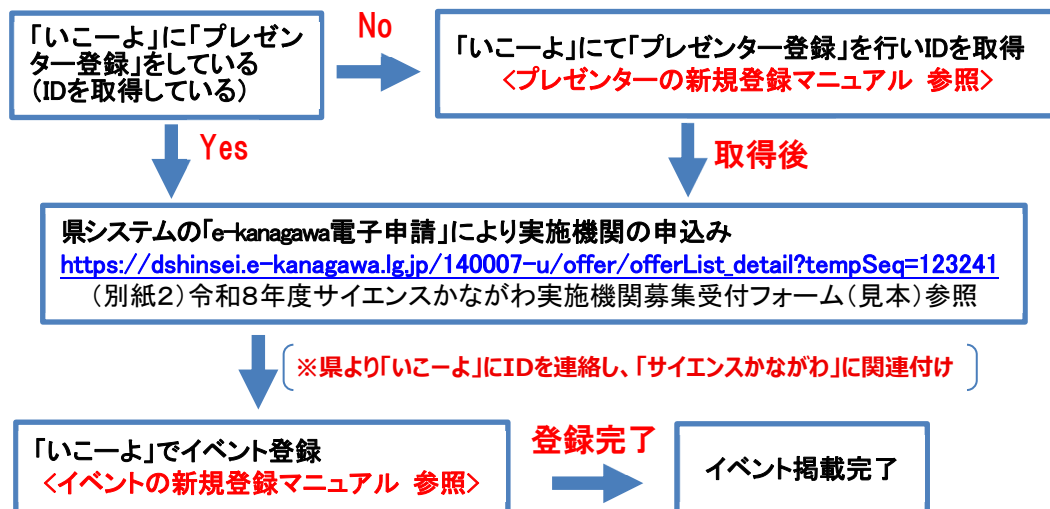 「いこーよ」に「プレゼン
ター登録」をしている
（IDを取得している）
No
「いこーよ」にて「プレゼンター登録」を行いIDを取得
<プレゼンターの新規登録マニュアル 参照>
Yes
取得後
県システムの「e-kanagawa電子申請」により実施機関の申込み
https://dshinsei.e-kanagawa.lg.jp/140007-u/offer/offerList_detail?tempSeq=123241
（別紙２）令和８年度サイエンスかながわ実施機関募集受付フォーム（見本）参照
※県より「いこーよ」にIDを連絡し、「サイエンスかながわ」に関連付け
「いこーよ」でイベント登録
<イベントの新規登録マニュアル 参照>
登録完了
イベント掲載完了